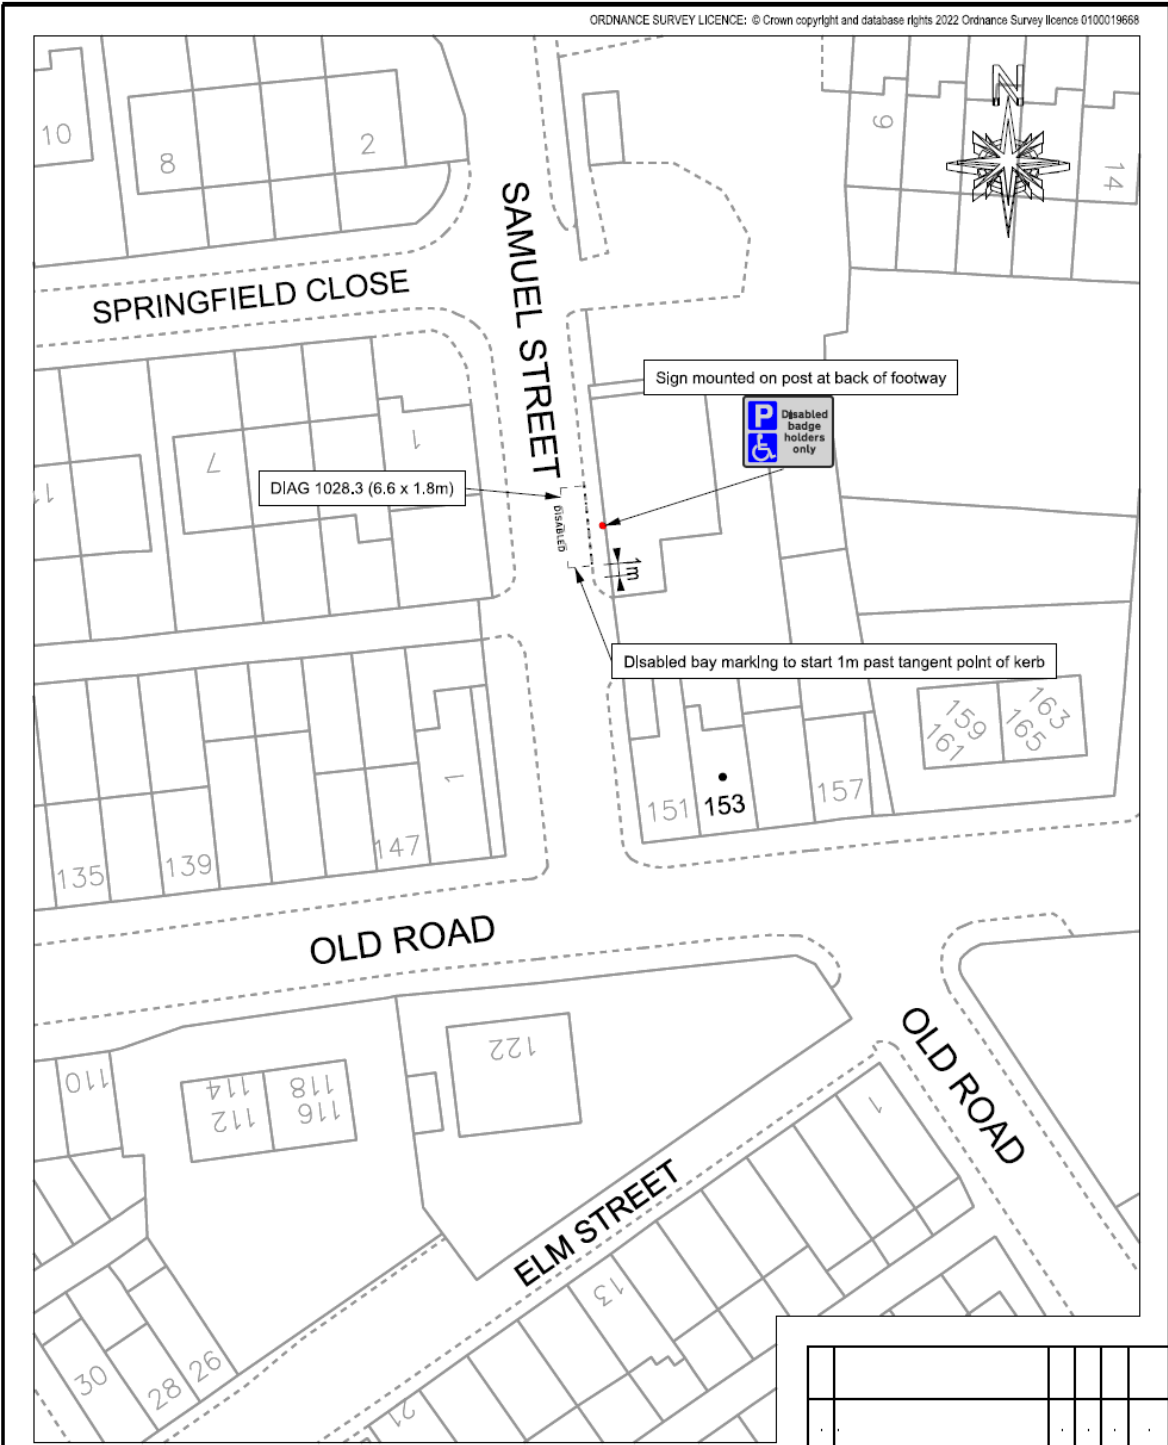 ORDNANCE SURVEY LICENCE: © Crown copyright and database rights 2022 Ordnance Survey licence 0100019668
N
10
8
2
9
14
SAMUEL STREET
SPRINGFIELD CLOSE
Sign mounted on post at back of footway
P
Disabled
badge
holders
only
1
7
11
DIAG 1028.3 (6.6 x 1.8m)
DISABLED
1m
Disabled bay marking to start 1m past tangent point of kerb
159
161
163
165
1
151
153
157
135
139
147
OLD ROAD
OLD ROAD
122
110
114
112
118
116
1
ELM STREET
13
30
28
26
21